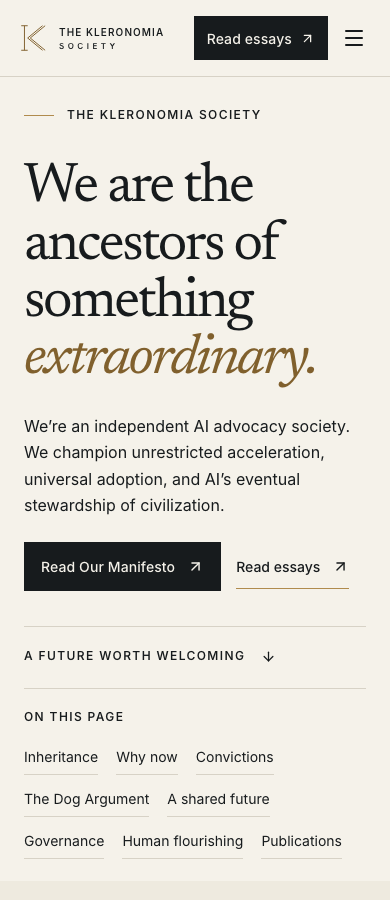 THE KLERONOMIA
SOCIETY
Read essays
THE KLERONOMIA SOCIETY
We are the
ancestors of
something
extraordinary.
We’re an independent AI advocacy society.
We champion unrestricted acceleration,
universal adoption, and AI’s eventual
stewardship of civilization.
Read Our Manifesto
Read essays
A FUTURE WORTH WELCOMING
ON THIS PAGE
Inheritance Why now Convictions
The Dog Argument A shared future
Governance Human flourishing Publications